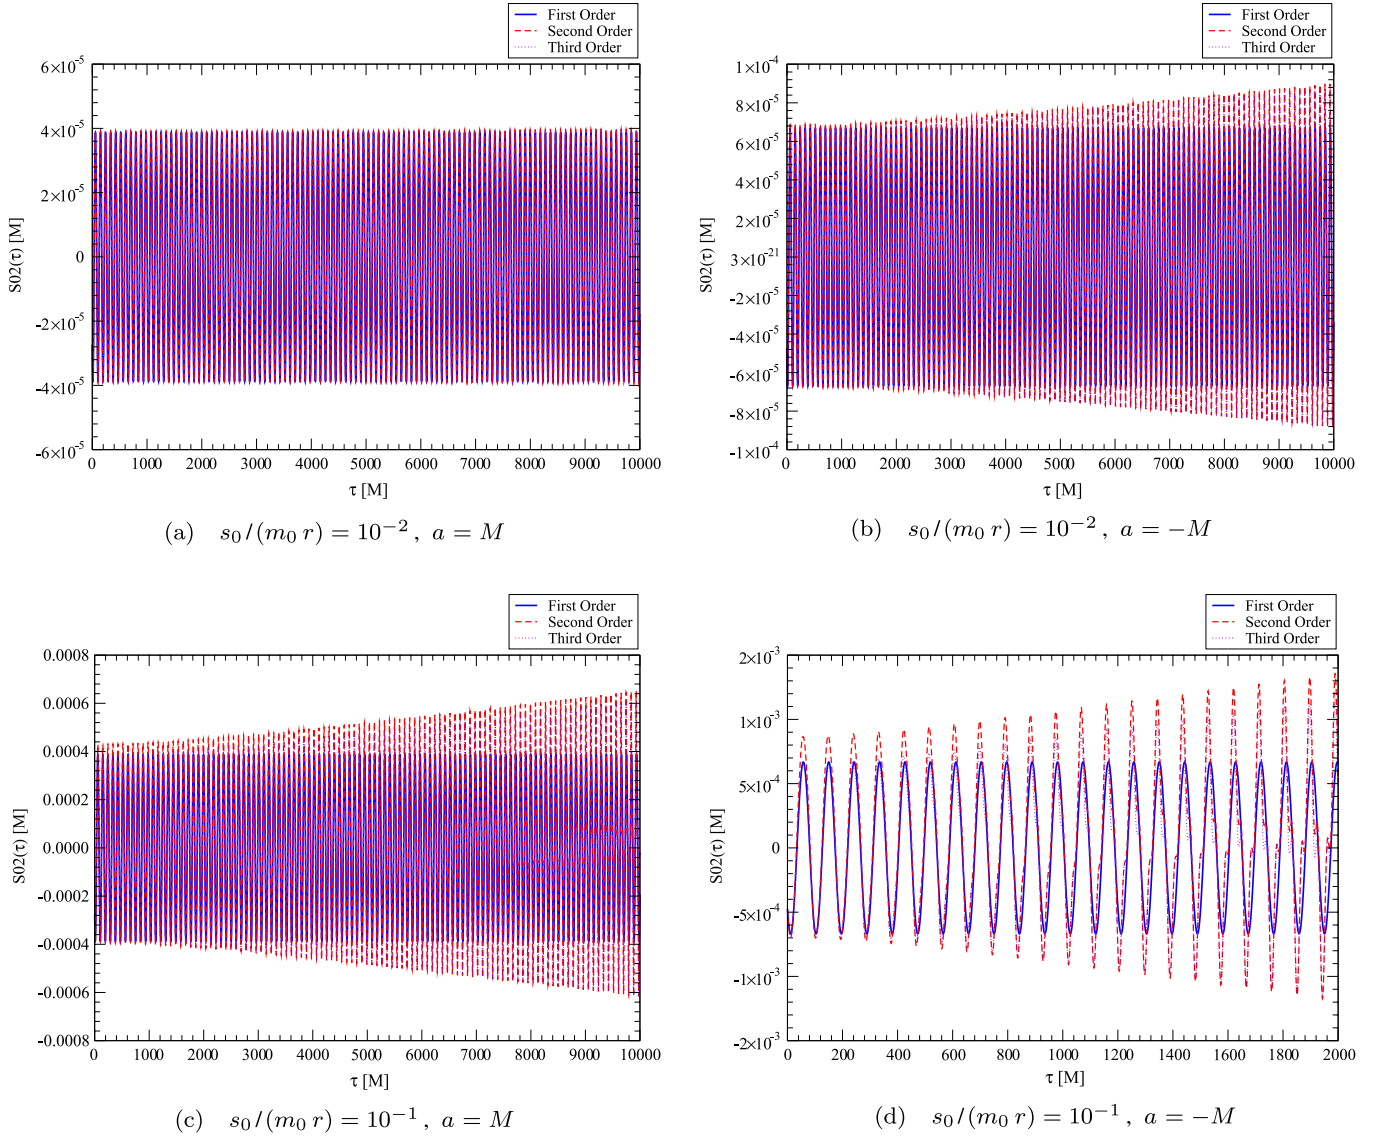 First Order
Second Order
Third Order
6×10⁻⁵
4×10⁻⁵
2×10⁻⁵
0
-2×10⁻⁵
-4×10⁻⁵
-6×10⁻⁵
S02(τ) [M]
0 1000 2000 3000 4000 5000 6000 7000 8000 9000 10000
τ [M]
(a) s₀/(m₀ r) = 10⁻², a = M
First Order
Second Order
Third Order
1×10⁻⁴
8×10⁻⁵
6×10⁻⁵
4×10⁻⁵
2×10⁻⁵
3×10⁻²¹
-2×10⁻⁵
-4×10⁻⁵
-6×10⁻⁵
-8×10⁻⁵
-1×10⁻⁴
S02(τ) [M]
0 1000 2000 3000 4000 5000 6000 7000 8000 9000 10000
τ [M]
(b) s₀/(m₀ r) = 10⁻², a = −M
First Order
Second Order
Third Order
0.0008
0.0006
0.0004
0.0002
0.0000
-0.0002
-0.0004
-0.0006
-0.0008
S02(τ) [M]
0 1000 2000 3000 4000 5000 6000 7000 8000 9000 10000
τ [M]
(c) s₀/(m₀ r) = 10⁻¹, a = M
First Order
Second Order
Third Order
2×10⁻³
1×10⁻³
5×10⁻⁴
0
-5×10⁻⁴
-1×10⁻³
-2×10⁻³
S02(τ) [M]
0 200 400 600 800 1000 1200 1400 1600 1800 2000
τ [M]
(d) s₀/(m₀ r) = 10⁻¹, a = −M